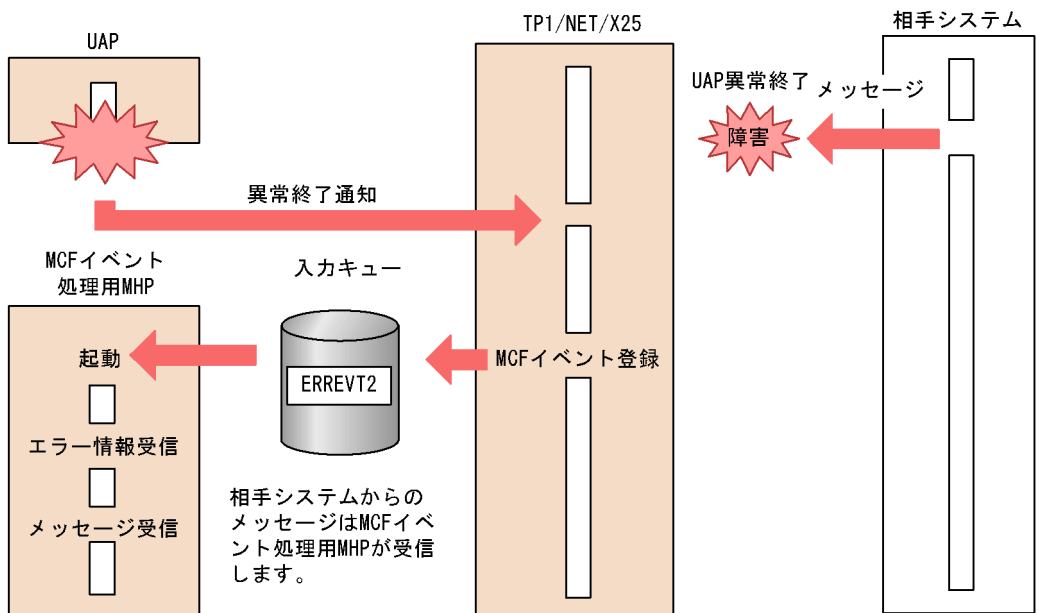 UAP
TP1/NET/X25
相手システム
UAP異常終了
メッセージ
障害
異常終了通知
MCFイベント
処理用MHP
入力キュー
起動
ERREVT2
MCFイベント登録
エラー情報受信
メッセージ受信
相手システムからの
メッセージはMCFイベ
ント処理用MHPが受信
します。